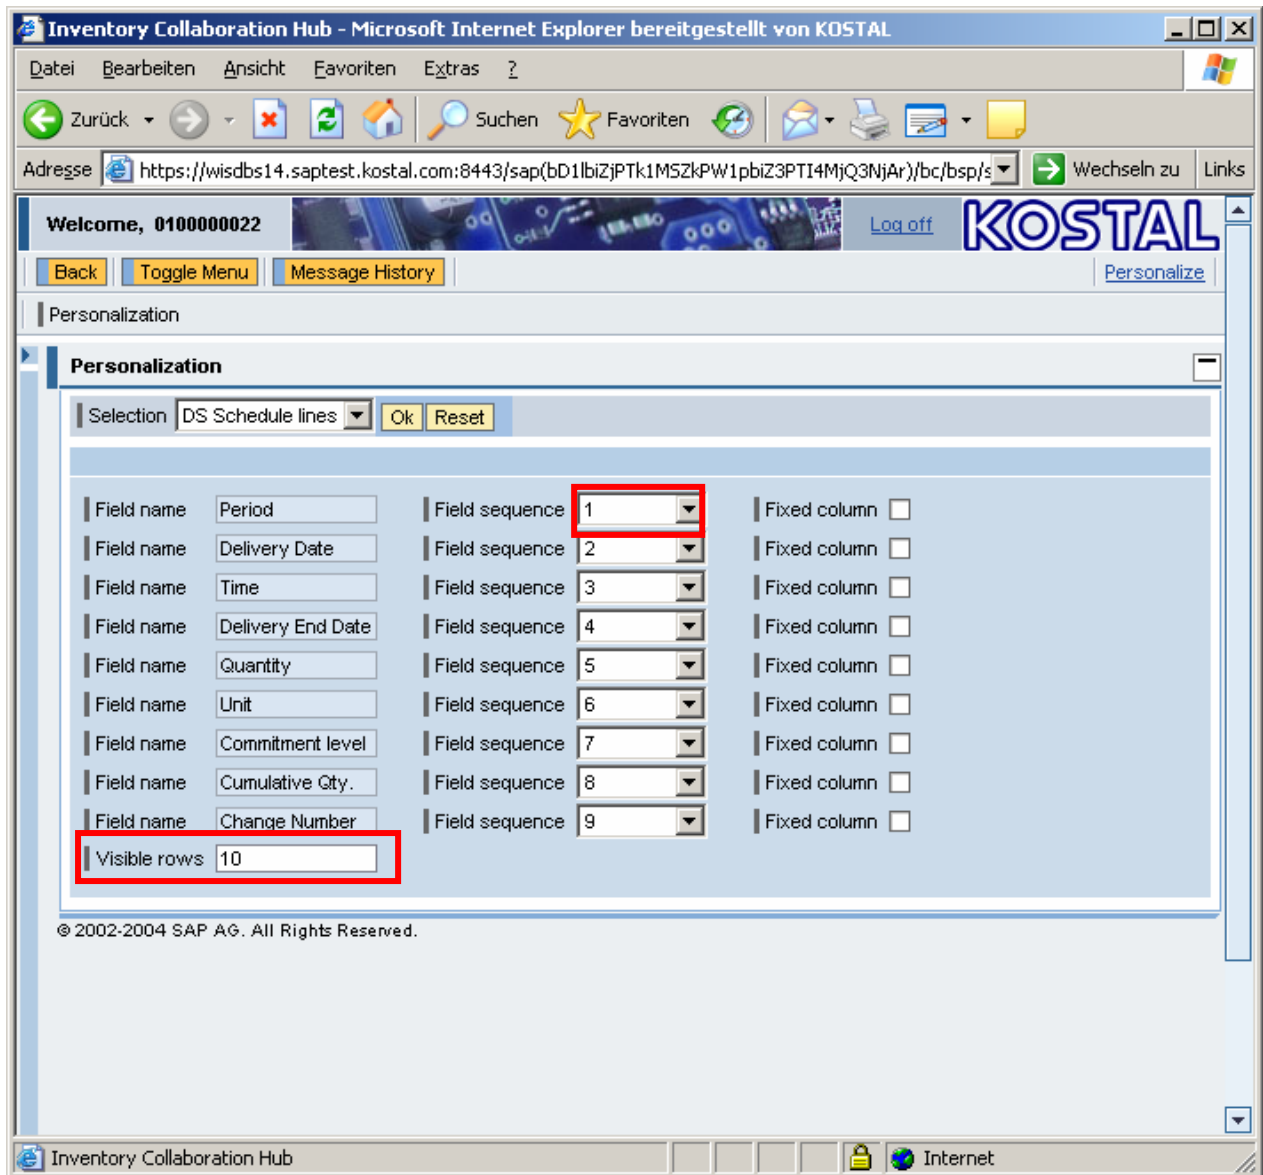 Inventory Collaboration Hub - Microsoft Internet Explorer bereitgestellt von KOSTAL
Datei Bearbeiten Ansicht Favoriten Extras ?
Zurück Suchen Favoriten
Adresse https://wisdbs14.saptest.kostal.com:8443/sap(bD1lbiZjPTk1MSZkPW1pbiZ3PTI4MjQ3NjAr)/bc/bsp/s Wechseln zu Links
Welcome, 0100000022 Log off KOSTAL
Back Toggle Menu Message History Personalize
Personalization
Personalization
Selection DS Schedule lines Ok Reset
Field name Period Field sequence 1 Fixed column
Field name Delivery Date Field sequence 2 Fixed column
Field name Time Field sequence 3 Fixed column
Field name Delivery End Date Field sequence 4 Fixed column
Field name Quantity Field sequence 5 Fixed column
Field name Unit Field sequence 6 Fixed column
Field name Commitment level Field sequence 7 Fixed column
Field name Cumulative Qty. Field sequence 8 Fixed column
Field name Change Number Field sequence 9 Fixed column
Visible rows 10
© 2002-2004 SAP AG. All Rights Reserved.
Inventory Collaboration Hub Internet